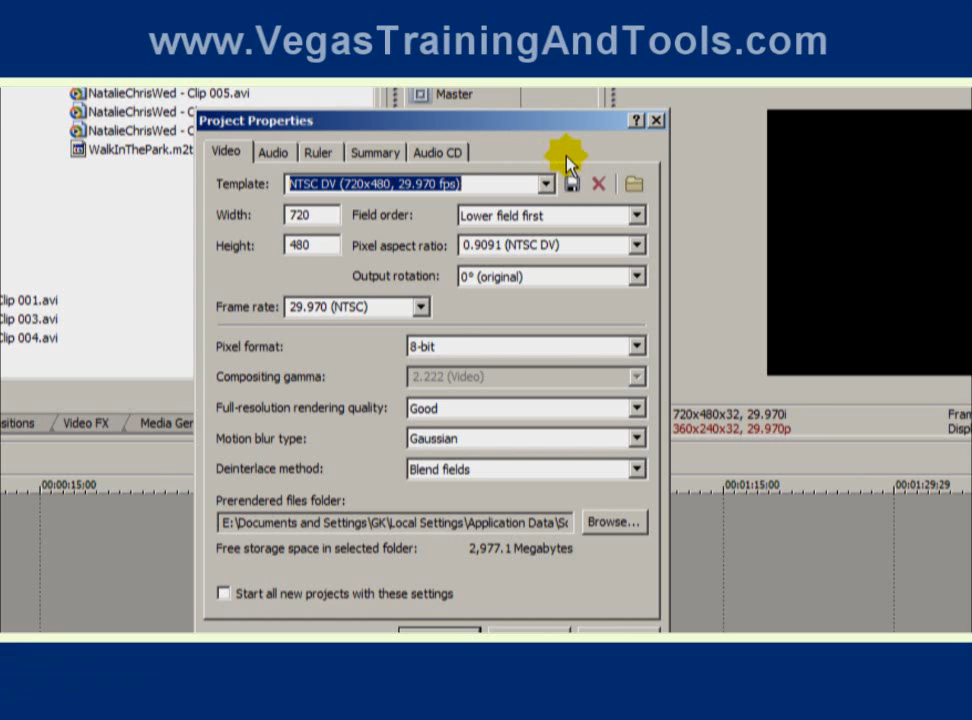 www.VegasTrainingAndTools.com
NatalieChrisWed - Clip 005.avi
NatalieChrisWed - C
NatalieChrisWed - C
WalkInThePark.m2t
Clip 001.avi
Clip 003.avi
Clip 004.avi
Master
Project Properties
Video Audio Ruler Summary Audio CD
Template: NTSC DV (720x480, 29.970 fps)
Width: 720 Field order: Lower field first
Height: 480 Pixel aspect ratio: 0.9091 (NTSC DV)
Output rotation: 0° (original)
Frame rate: 29.970 (NTSC)
Pixel format: 8-bit
Compositing gamma: 2.222 (Video)
Full-resolution rendering quality: Good
Motion blur type: Gaussian
Deinterlace method: Blend fields
Prerendered files folder:
E:\Documents and Settings\GK\Local Settings\Application Data\Sc Browse...
Free storage space in selected folder: 2,977.1 Megabytes
Start all new projects with these settings
sitions Video FX Media Ger
720x480x32, 29.970i Fran
360x240x32, 29.970p Disp
00:00:15:00 00:01:15:00 00:01:29:29